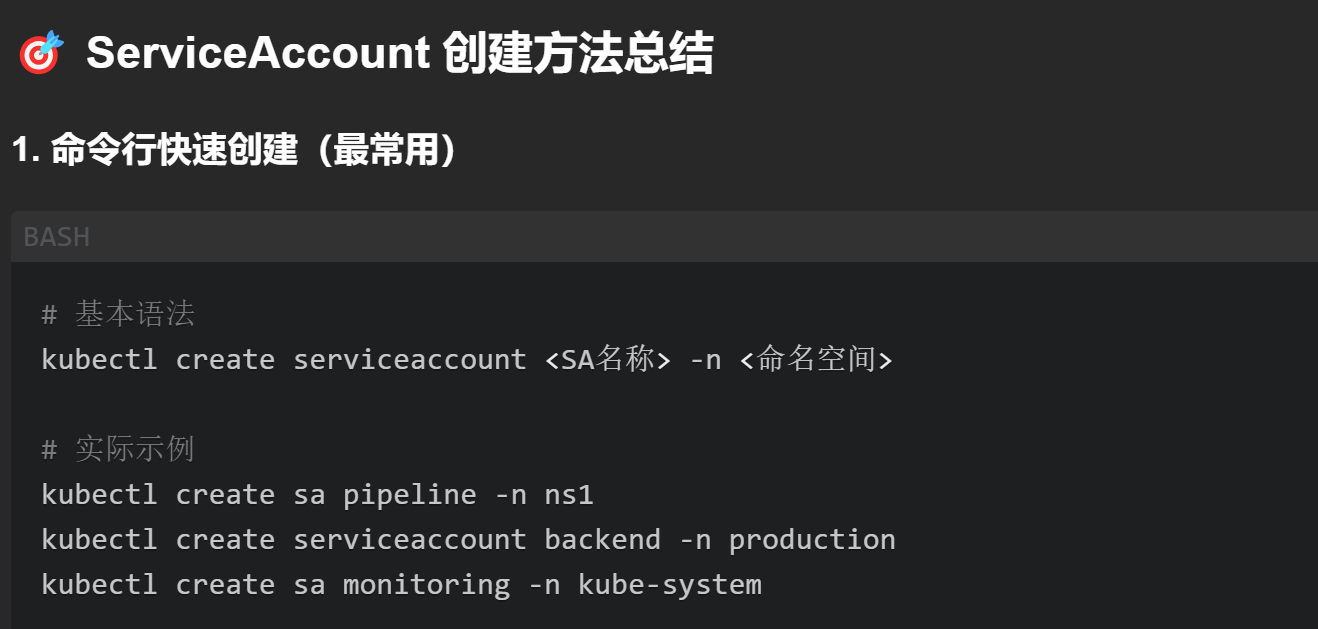 🎯 ServiceAccount 创建方法总结
1. 命令行快速创建（最常用）
BASH
# 基本语法
kubectl create serviceaccount <SA名称> -n <命名空间>
# 实际示例
kubectl create sa pipeline -n ns1
kubectl create serviceaccount backend -n production
kubectl create sa monitoring -n kube-system